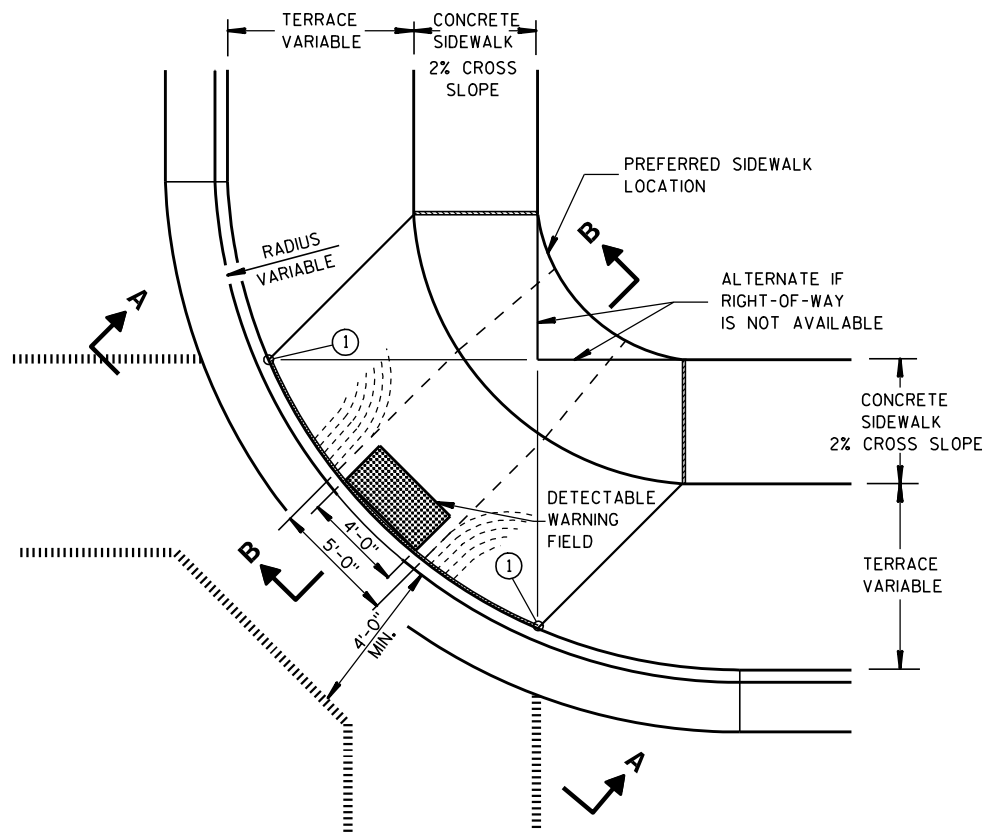 TERRACE
VARIABLE
CONCRETE
SIDEWALK
2% CROSS
SLOPE
PREFERRED SIDEWALK
LOCATION
B
RADIUS
VARIABLE
ALTERNATE IF
RIGHT-OF-WAY
IS NOT AVAILABLE
A
1
CONCRETE
SIDEWALK
2% CROSS SLOPE
DETECTABLE
WARNING
FIELD
4'-0"
5'-0"
B
1
TERRACE
VARIABLE
4'-0"
MIN.
A